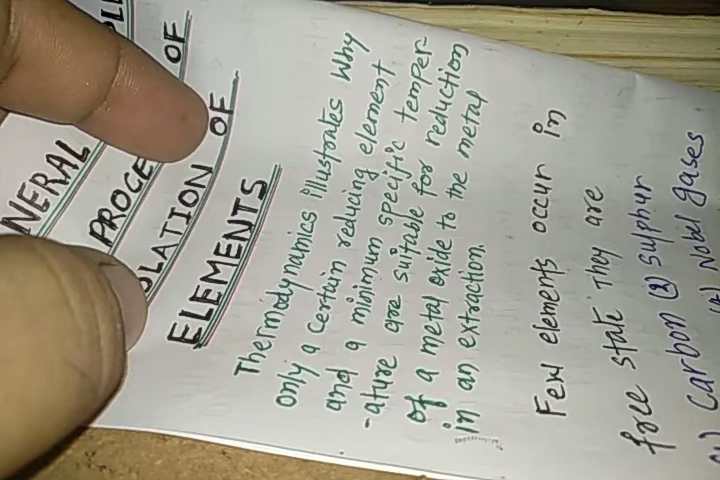 NERAL
PROCE OF
OLATION OF
ELEMENTS
Thermodynamics illustrates Why
only a certain reducing element
and a minimum specific temper-
-ature are suitable for reduction
of a metal oxide to the metal
in an extraction.
Few elements occur in
free state They are
Carbon (2) Sulphur
Nobel gases